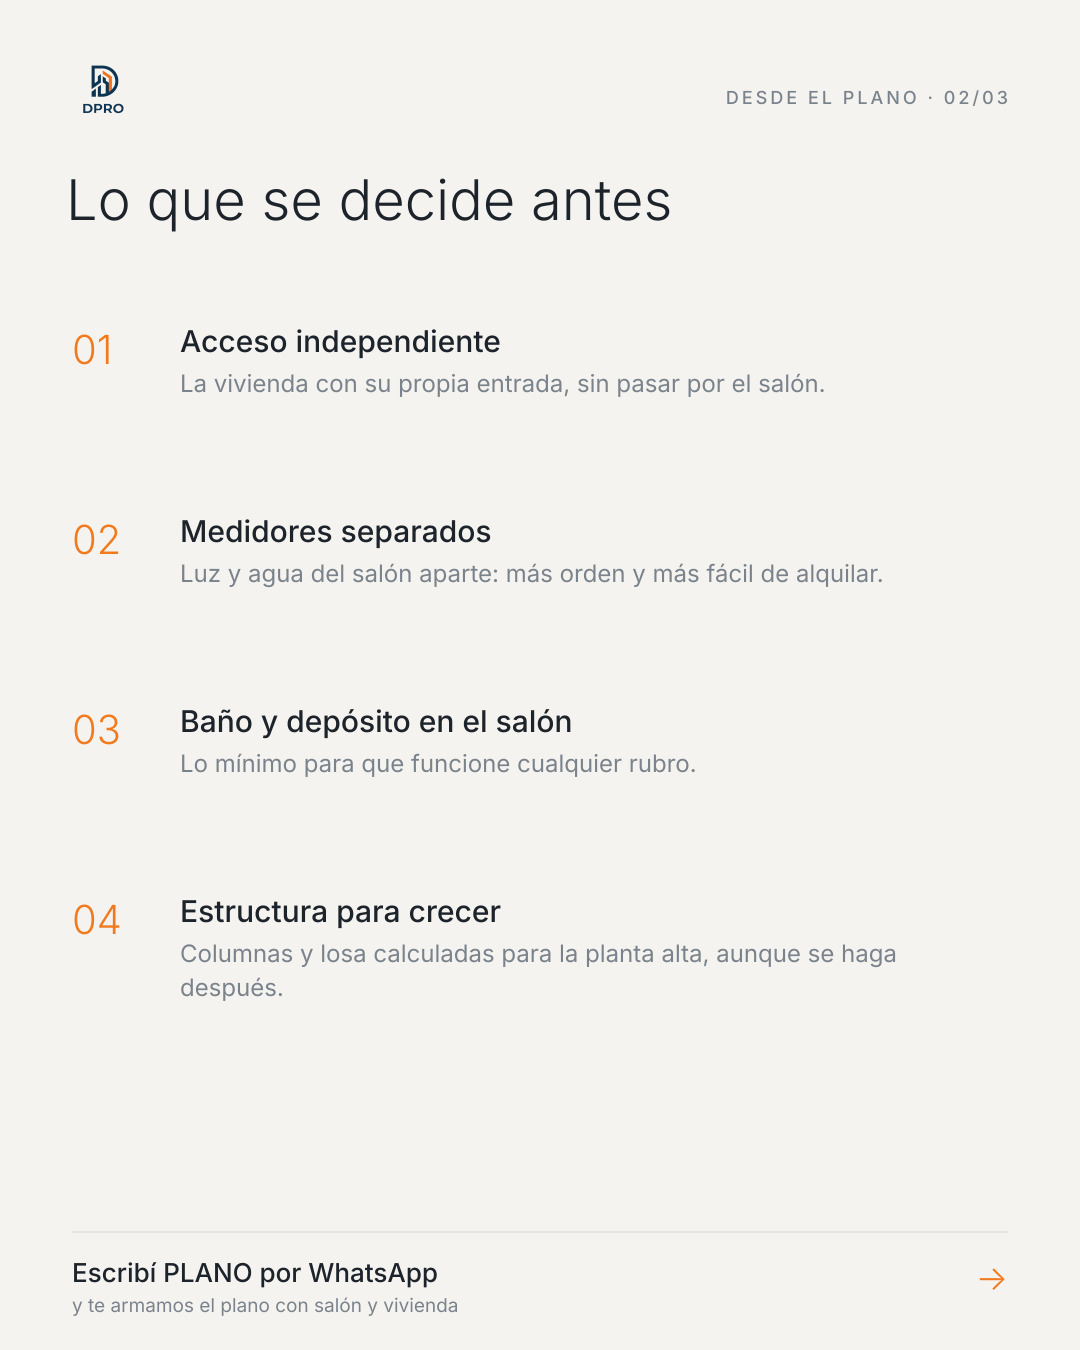 DPRO
DESDE EL PLANO · 02/03
Lo que se decide antes
01
Acceso independiente
La vivienda con su propia entrada, sin pasar por el salón.
02
Medidores separados
Luz y agua del salón aparte: más orden y más fácil de alquilar.
03
Baño y depósito en el salón
Lo mínimo para que funcione cualquier rubro.
04
Estructura para crecer
Columnas y losa calculadas para la planta alta, aunque se haga
después.
Escribí PLANO por WhatsApp
y te armamos el plano con salón y vivienda